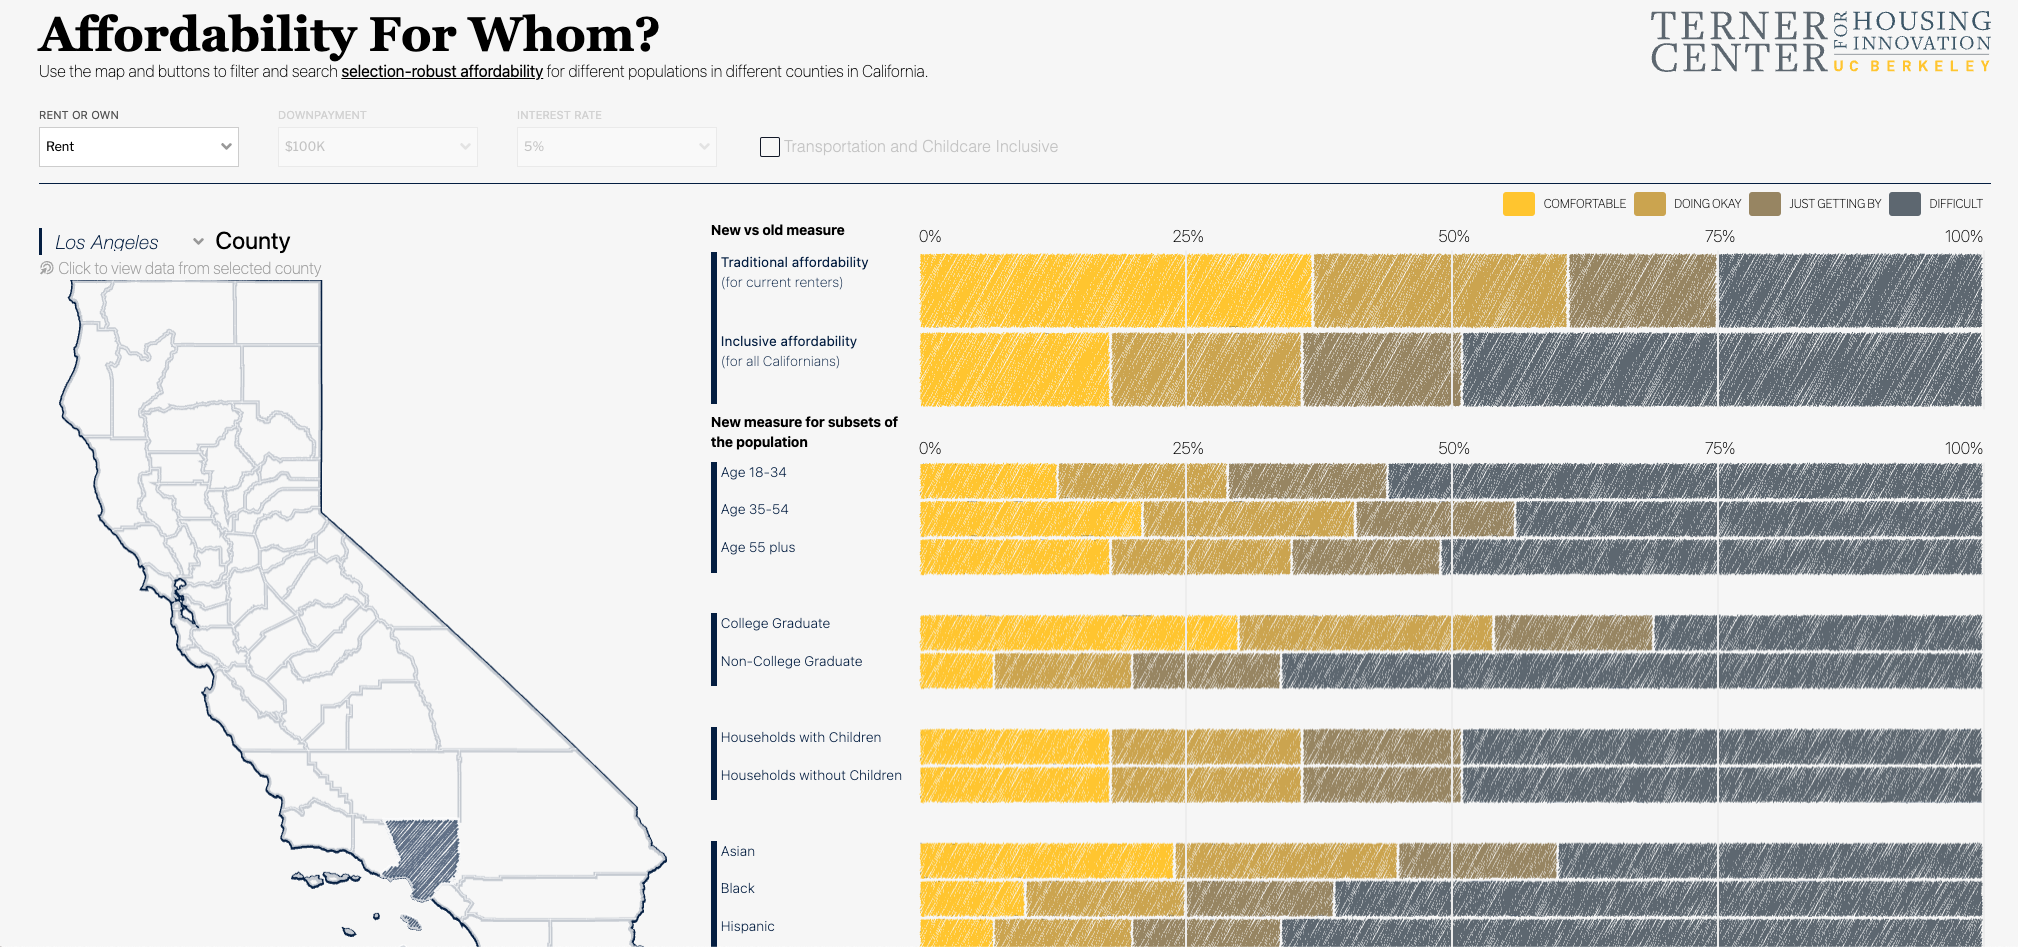 Affordability For Whom?
Use the map and buttons to filter and search selection-robust affordability for different populations in different counties in California.
TERNER CENTER FOR HOUSING INNOVATION
UC BERKELEY
RENT OR OWN
Rent
DOWNPAYMENT
$100K
INTEREST RATE
5%
Transportation and Childcare Inclusive
COMFORTABLE
DOING OKAY
JUST GETTING BY
DIFFICULT
Los Angeles County
Click to view data from selected county
New vs old measure
0% 25% 50% 75% 100%
Traditional affordability
(for current renters)
Inclusive affordability
(for all Californians)
New measure for subsets of
the population
0% 25% 50% 75% 100%
Age 18-34
Age 35-54
Age 55 plus
College Graduate
Non-College Graduate
Households with Children
Households without Children
Asian
Black
Hispanic